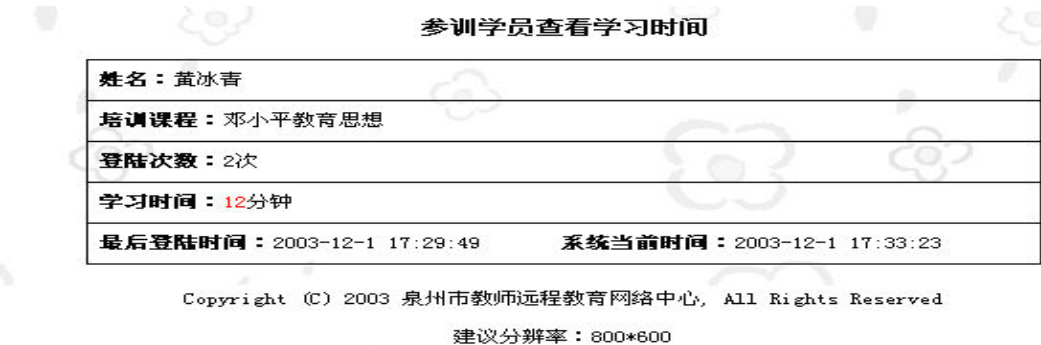 参训学员查看学习时间
姓名：黄冰青
培训课程：邓小平教育思想
登陆次数：2次
学习时间：12分钟
最后登陆时间：2003-12-1 17:29:49 系统当前时间：2003-12-1 17:33:23
Copyright (C) 2003 泉州市教师远程教育网络中心, All Rights Reserved
建议分辨率：800*600